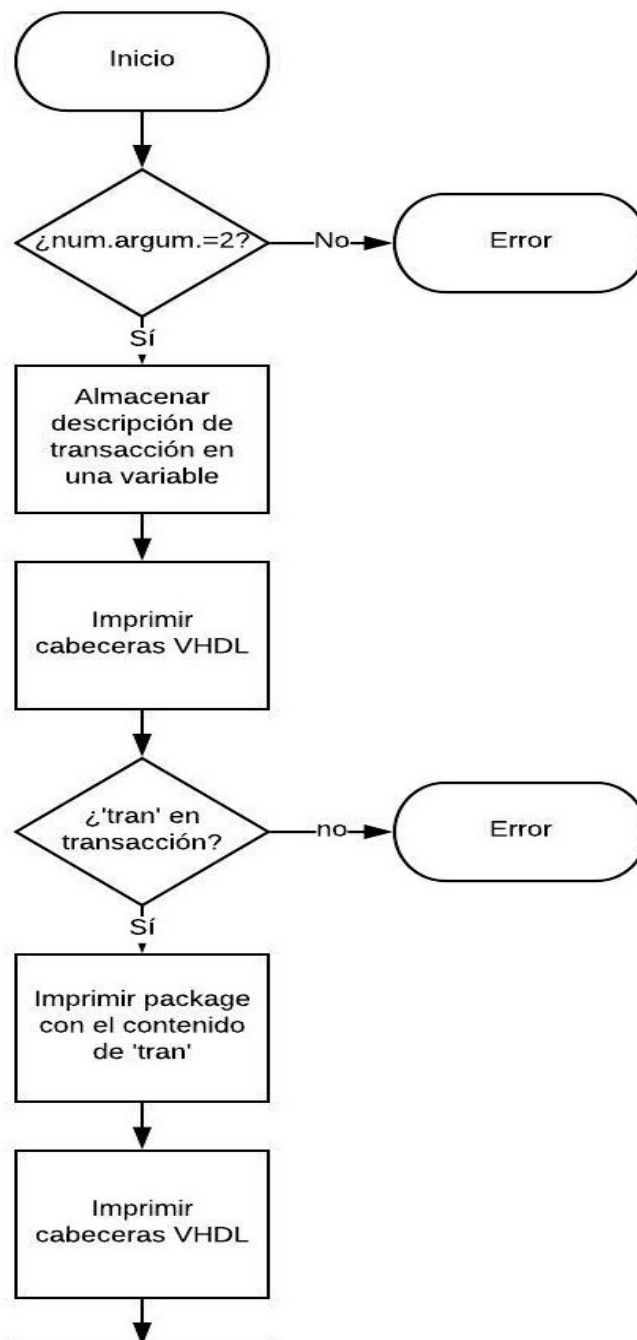 Inicio
¿num.argum.=2?
No
Error
Sí
Almacenar
descripción de
transacción en
una variable
Imprimir
cabeceras VHDL
¿'tran' en
transacción?
no
Error
Sí
Imprimir package
con el contenido
de 'tran'
Imprimir
cabeceras VHDL